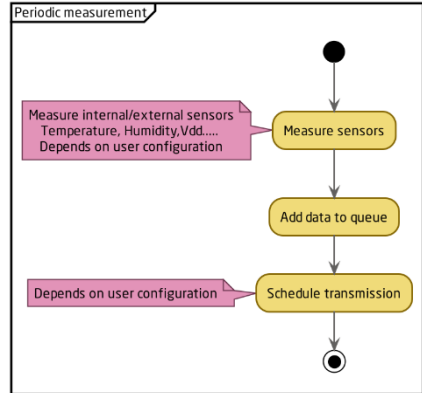 Periodic measurement
Measure internal/external sensors
Temperature, Humidity,Vdd.....
Depends on user configuration
Measure sensors
Add data to queue
Depends on user configuration
Schedule transmission